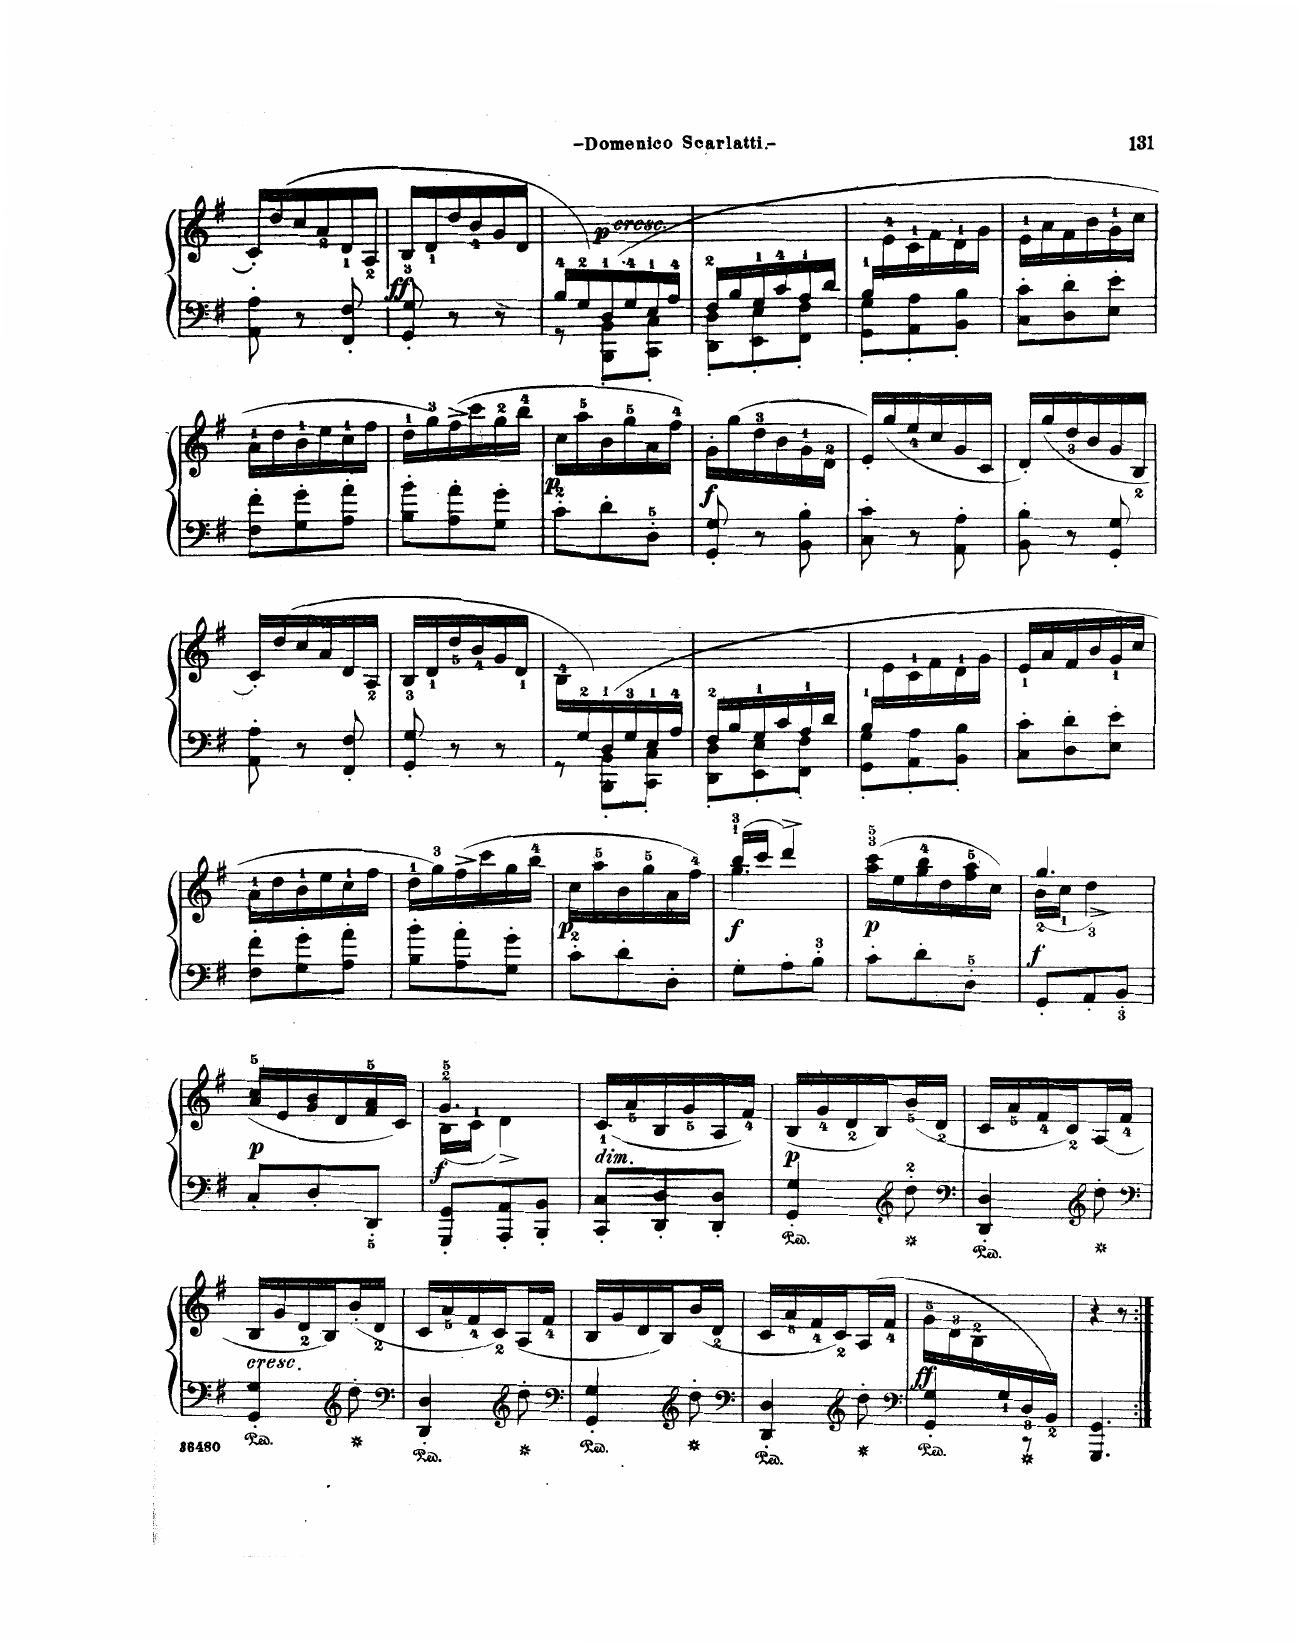 -Domenico Scarlatti.- 131
p cresc.
ff
p
f
p f p f
p f dim. p
Ped. Ped.
cresc. ff
Ped. Ped. Ped. Ped. Ped.
36480